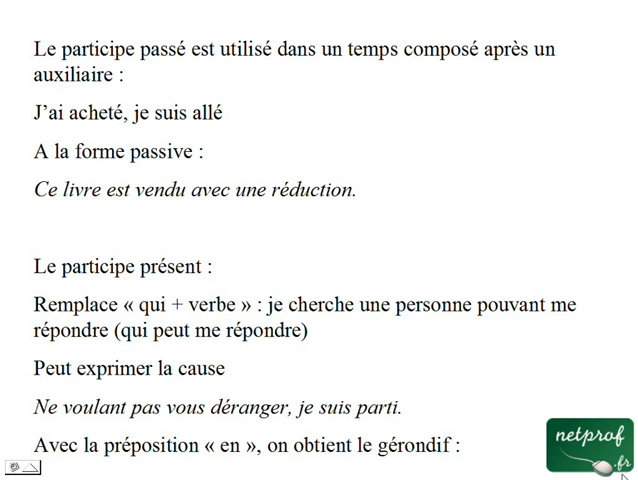 Le participe passé est utilisé dans un temps composé après un
auxiliaire :
J’ai acheté, je suis allé
A la forme passive :
Ce livre est vendu avec une réduction.
Le participe présent :
Remplace « qui + verbe » : je cherche une personne pouvant me
répondre (qui peut me répondre)
Peut exprimer la cause
Ne voulant pas vous déranger, je suis parti.
Avec la préposition « en », on obtient le gérondif :
netprof
.fr